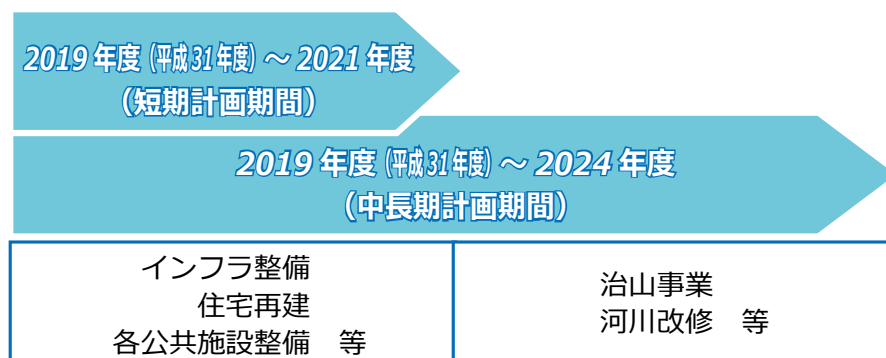 2019年度(平成31年度)～2021年度
(短期計画期間)
2019年度(平成31年度)～2024年度
(中長期計画期間)
インフラ整備
住宅再建
各公共施設整備　等
治山事業
河川改修　等